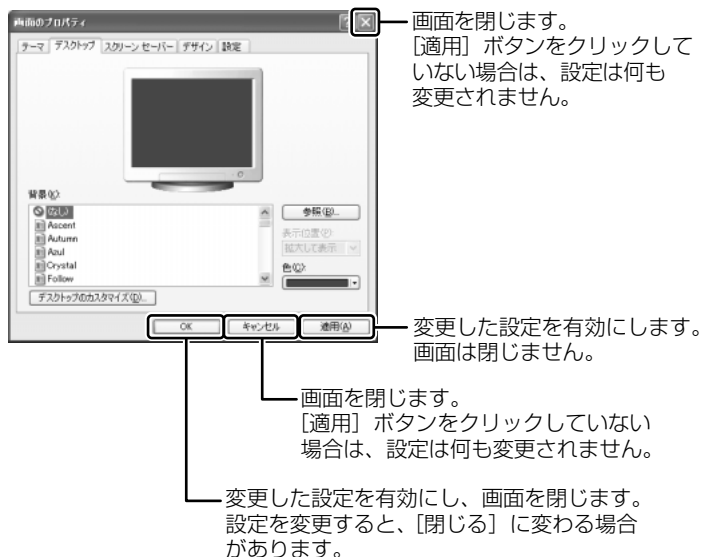 画面のプロパティ
テーマ デスクトップ スクリーン セーバー デザイン 設定
背景(K):
(なし)
Ascent
Autumn
Azul
Crystal
Follow
参照(B)...
表示位置(P):
拡大して表示
色(C):
デスクトップのカスタマイズ(D)...
OK キャンセル 適用(A)
画面を閉じます。
[適用] ボタンをクリックして
いない場合は、設定は何も
変更されません。
変更した設定を有効にします。
画面は閉じません。
画面を閉じます。
[適用] ボタンをクリックしていない
場合は、設定は何も変更されません。
変更した設定を有効にし、画面を閉じます。
設定を変更すると、[閉じる] に変わる場合
があります。